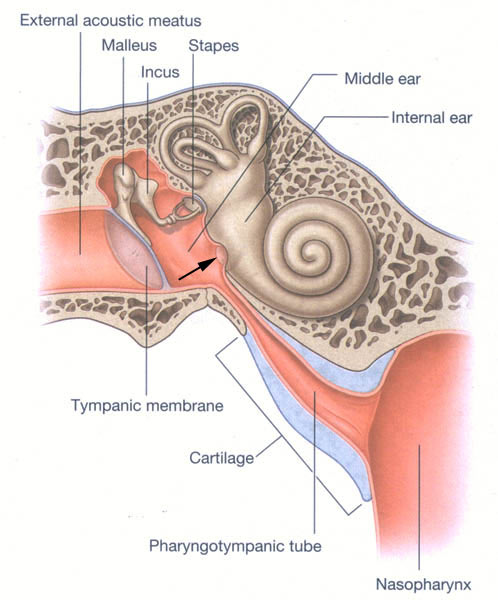 External acoustic meatus
Malleus
Stapes
Incus
Middle ear
Internal ear
Tympanic membrane
Cartilage
Pharyngotympanic tube
Nasopharynx